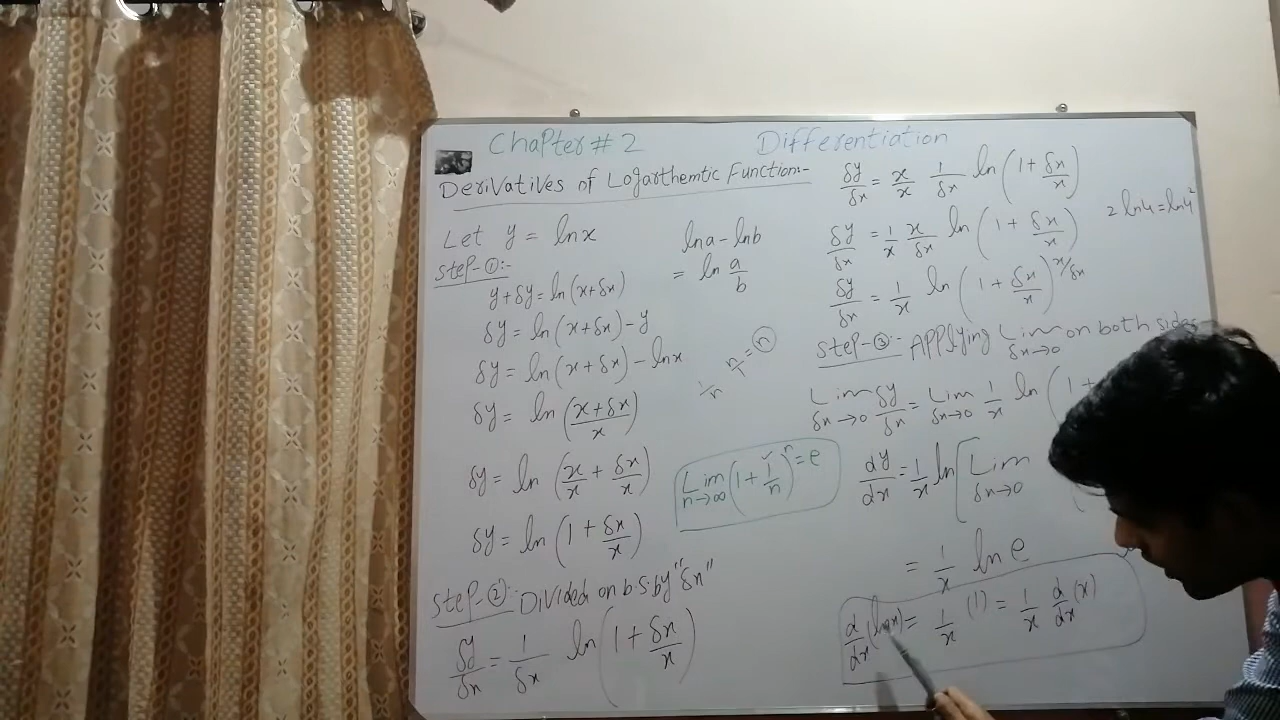 Chapter # 2 Differentiation
Derivatives of Logarthemtic Function:-
Let y = ln x
Step-①:-
y + δy = ln(x+δx)
δy = ln(x+δx) - y
δy = ln(x+δx) - ln x
δy = ln((x+δx)/x)
δy = ln(x/x + δx/x)
δy = ln(1 + δx/x)
Step-②:- Divided on b s. by "δx"
δy/δx = 1/δx ln(1 + δx/x)
ln a - ln b
= ln a/b
Lim n→∞ (1 + 1/n)^n = e
δy/δx = x/x 1/δx ln(1 + δx/x)
δy/δx = 1/x x/δx ln(1 + δx/x)
2 ln 4 = ln 4^2
δy/δx = 1/x ln(1 + δx/x)^(x/δx)
Step-③:- Applying Lim δx→0 on both sides
Lim δx→0 δy/δx = Lim δx→0 1/x ln(1 +
dy/dx = 1/x ln[Lim δx→0
= 1/x ln e
d/dx (ln x) = 1/x (1) = 1/x d/dx (x)